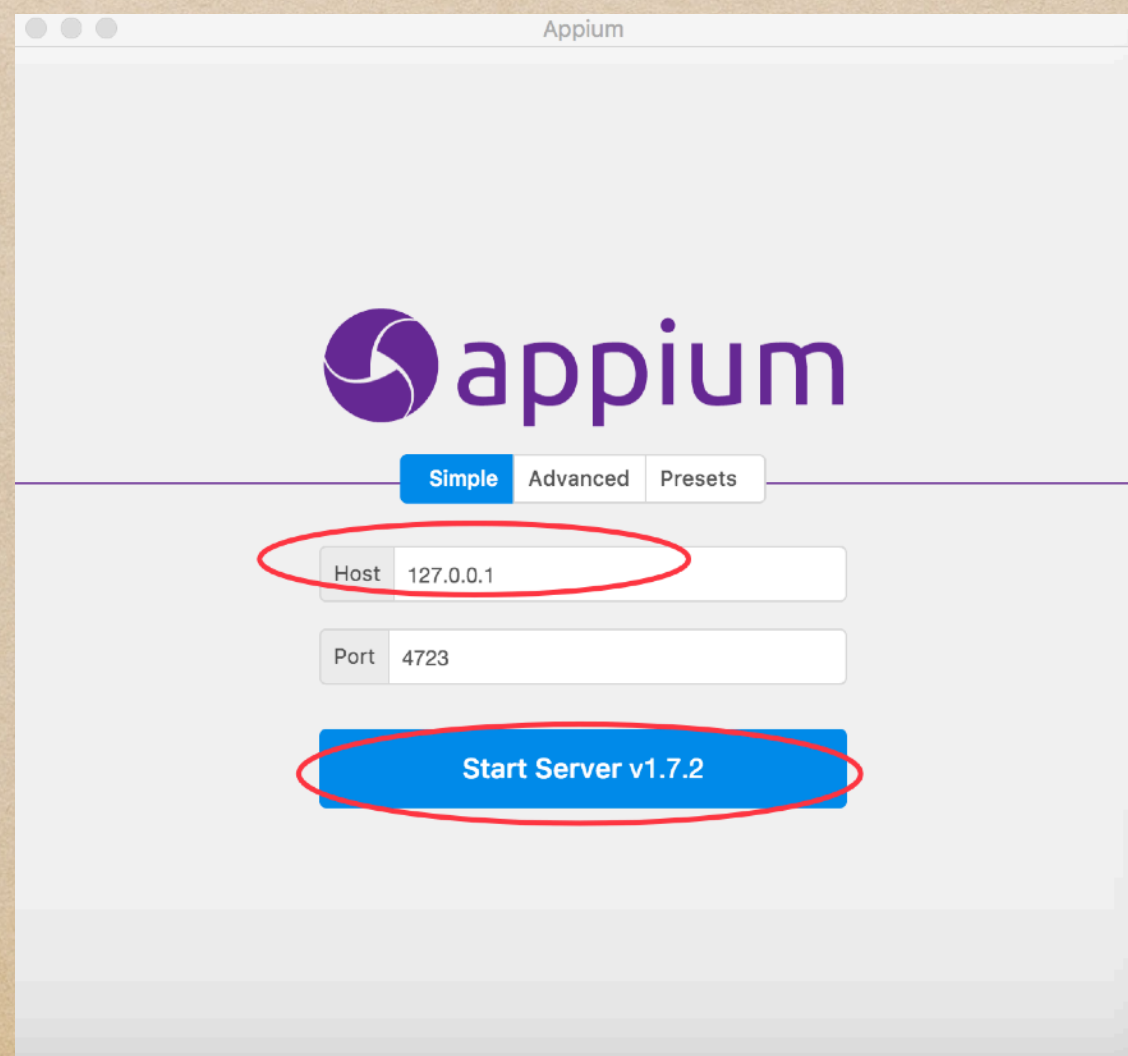 Appium
appium
Simple Advanced Presets
Host 127.0.0.1
Port 4723
Start Server v1.7.2